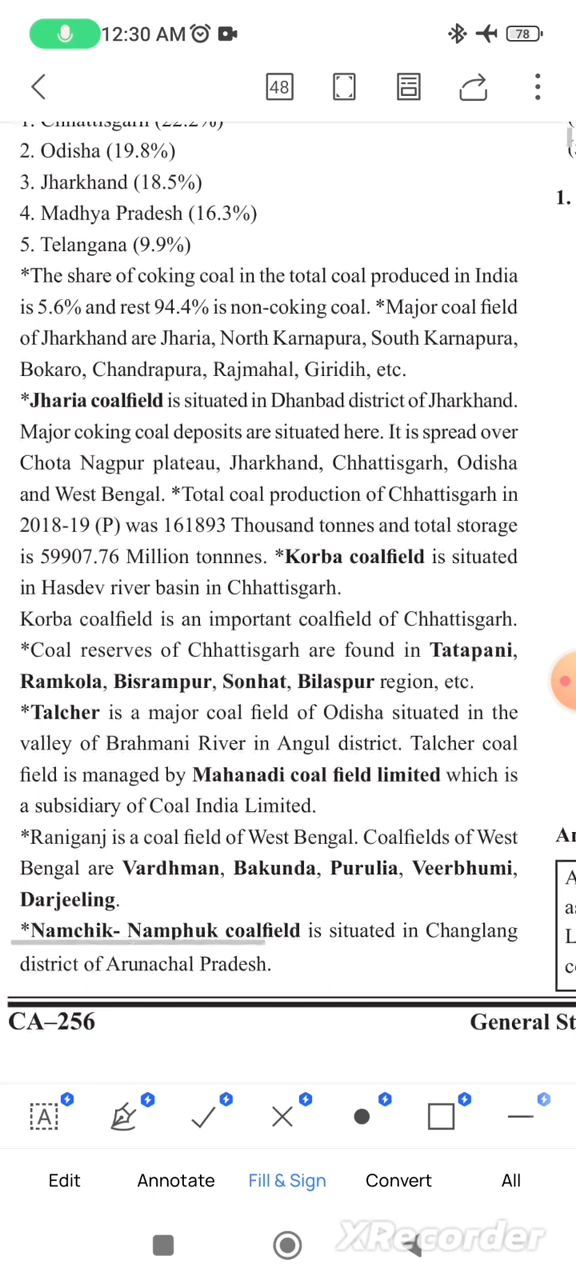 12:30 AM
78
48
1. Chhattisgarh (22.2%)
2. Odisha (19.8%)
3. Jharkhand (18.5%)
4. Madhya Pradesh (16.3%)
5. Telangana (9.9%)
*The share of coking coal in the total coal produced in India
is 5.6% and rest 94.4% is non-coking coal. *Major coal field
of Jharkhand are Jharia, North Karnapura, South Karnapura,
Bokaro, Chandrapura, Rajmahal, Giridih, etc.
*Jharia coalfield is situated in Dhanbad district of Jharkhand.
Major coking coal deposits are situated here. It is spread over
Chota Nagpur plateau, Jharkhand, Chhattisgarh, Odisha
and West Bengal. *Total coal production of Chhattisgarh in
2018-19 (P) was 161893 Thousand tonnes and total storage
is 59907.76 Million tonnnes. *Korba coalfield is situated
in Hasdev river basin in Chhattisgarh.
Korba coalfield is an important coalfield of Chhattisgarh.
*Coal reserves of Chhattisgarh are found in Tatapani,
Ramkola, Bisrampur, Sonhat, Bilaspur region, etc.
*Talcher is a major coal field of Odisha situated in the
valley of Brahmani River in Angul district. Talcher coal
field is managed by Mahanadi coal field limited which is
a subsidiary of Coal India Limited.
*Raniganj is a coal field of West Bengal. Coalfields of West
Bengal are Vardhman, Bakunda, Purulia, Veerbhumi,
Darjeeling.
*Namchik- Namphuk coalfield is situated in Changlang
district of Arunachal Pradesh.
1.
CA–256
General St
A
Edit
Annotate
Fill & Sign
Convert
All
XRecorder